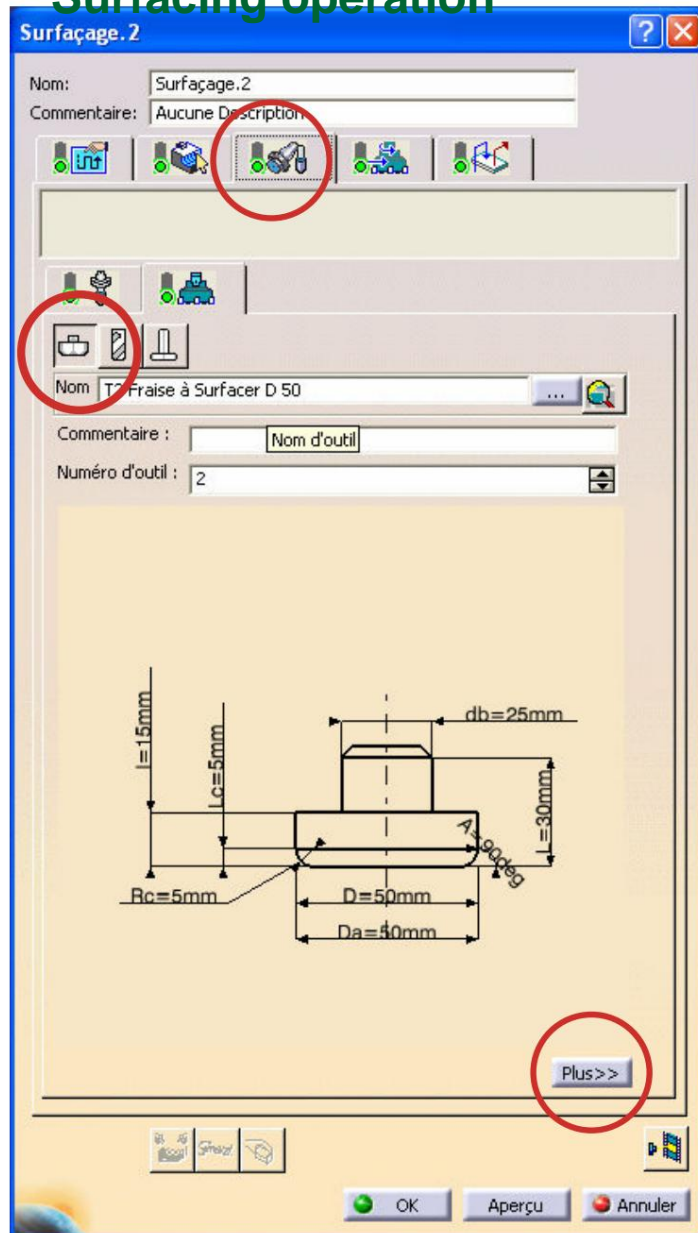 Surfacing operation
Surfaçage.2
Nom: Surfaçage.2
Commentaire: Aucune Description
Nom T2 Fraise à Surfacer D 50 ...
Commentaire :
Nom d'outil
Numéro d'outil : 2
l=15mm
Lc=5mm
db=25mm
L=30mm
A=90deg
Rc=5mm
D=50mm
Da=50mm
Plus>>
OK Aperçu Annuler